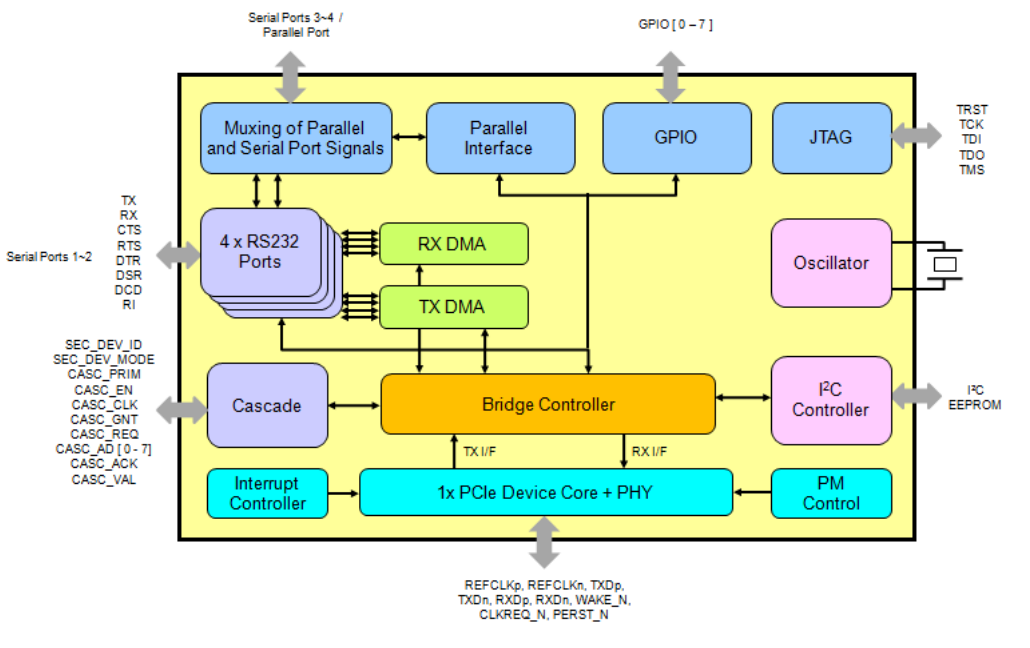 Serial Ports 3~4 /
Parallel Port
GPIO [ 0 – 7 ]
Muxing of Parallel
and Serial Port Signals
Parallel
Interface
GPIO
JTAG
TRST
TCK
TDI
TDO
TMS
Serial Ports 1~2
TX
RX
CTS
RTS
DTR
DSR
DCD
RI
4 x RS232
Ports
RX DMA
TX DMA
Oscillator
SEC_DEV_ID
SEC_DEV_MODE
CASC_PRIM
CASC_EN
CASC_CLK
CASC_GNT
CASC_REQ
CASC_AD [ 0 - 7]
CASC_ACK
CASC_VAL
Cascade
Bridge Controller
I²C
Controller
I²C
EEPROM
TX I/F
RX I/F
Interrupt
Controller
1x PCIe Device Core + PHY
PM
Control
REFCLKp, REFCLKn, TXDp,
TXDn, RXDp, RXDn, WAKE_N,
CLKREQ_N, PERST_N